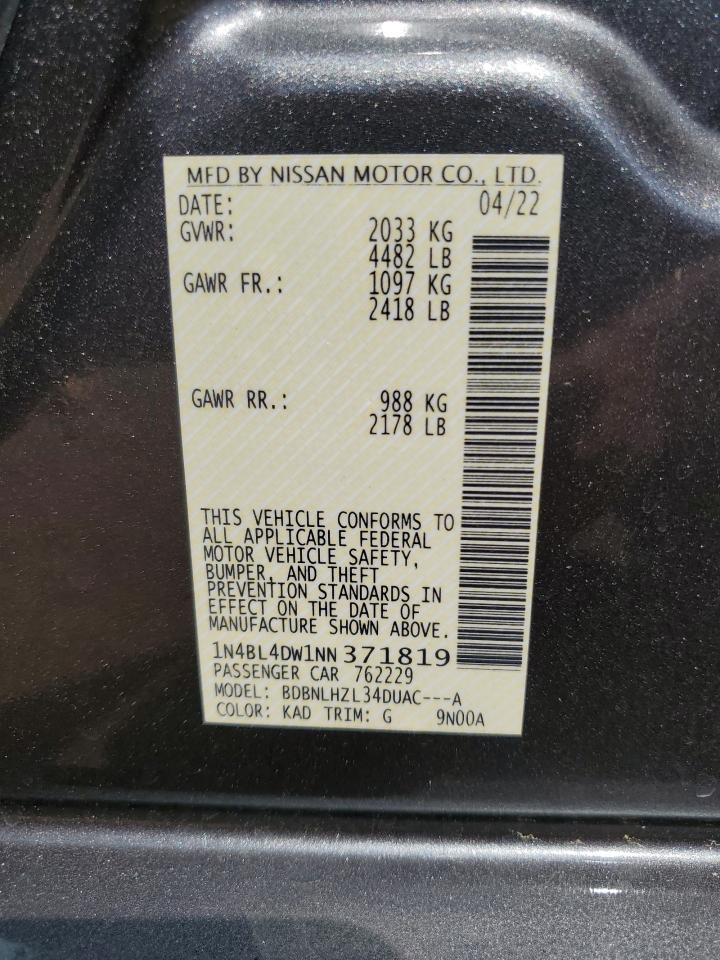 MFD BY NISSAN MOTOR CO., LTD.
DATE: 04/22
GVWR: 2033 KG
4482 LB
GAWR FR.: 1097 KG
2418 LB
GAWR RR.: 988 KG
2178 LB
THIS VEHICLE CONFORMS TO
ALL APPLICABLE FEDERAL
MOTOR VEHICLE SAFETY,
BUMPER, AND THEFT
PREVENTION STANDARDS IN
EFFECT ON THE DATE OF
MANUFACTURE SHOWN ABOVE.
1N4BL4DW1NN371819
PASSENGER CAR 762229
MODEL: BDBNLHZL34DUAC---A
COLOR: KAD TRIM: G 9N00A